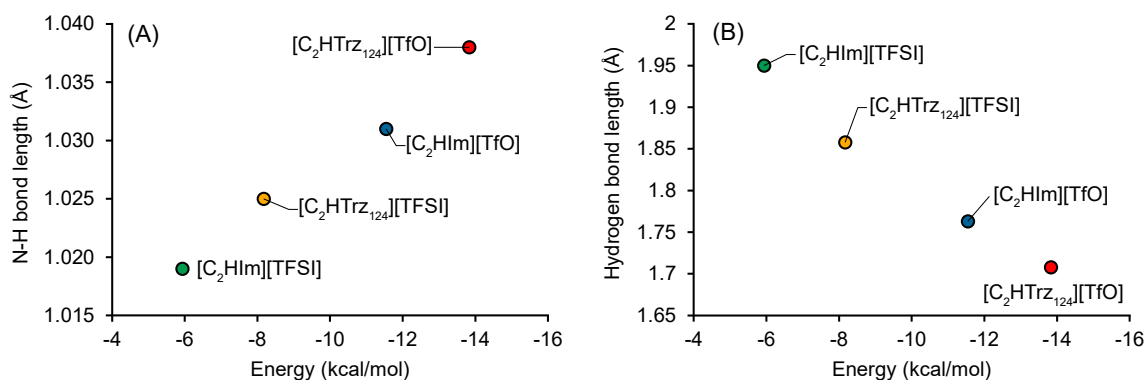 (A)
N-H bond length (Å)
1.040
1.035
1.030
1.025
1.020
1.015
[C₂HTrz₁₂₄][TfO]
[C₂HIm][TfO]
[C₂HTrz₁₂₄][TFSI]
[C₂HIm][TFSI]
-4 -6 -8 -10 -12 -14 -16
Energy (kcal/mol)
(B)
Hydrogen bond length (Å)
2
1.95
1.9
1.85
1.8
1.75
1.7
1.65
[C₂HIm][TFSI]
[C₂HTrz₁₂₄][TFSI]
[C₂HIm][TfO]
[C₂HTrz₁₂₄][TfO]
-4 -6 -8 -10 -12 -14 -16
Energy (kcal/mol)